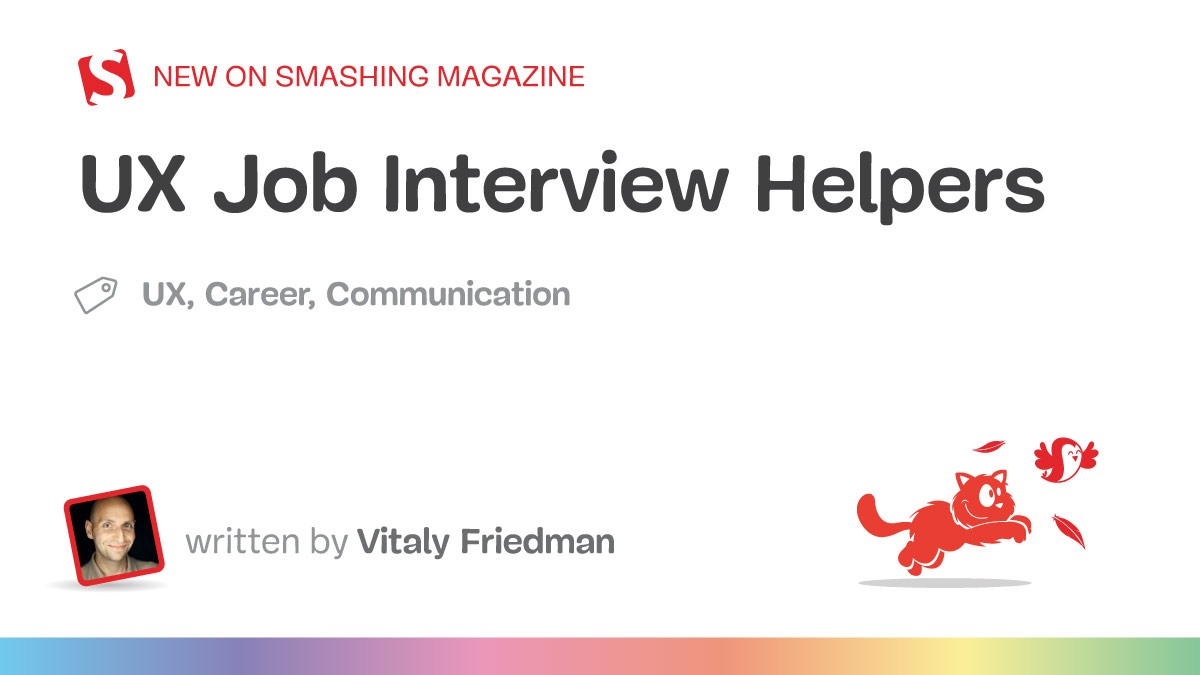 NEW ON SMASHING MAGAZINE
UX Job Interview Helpers
UX, Career, Communication
written by Vitaly Friedman